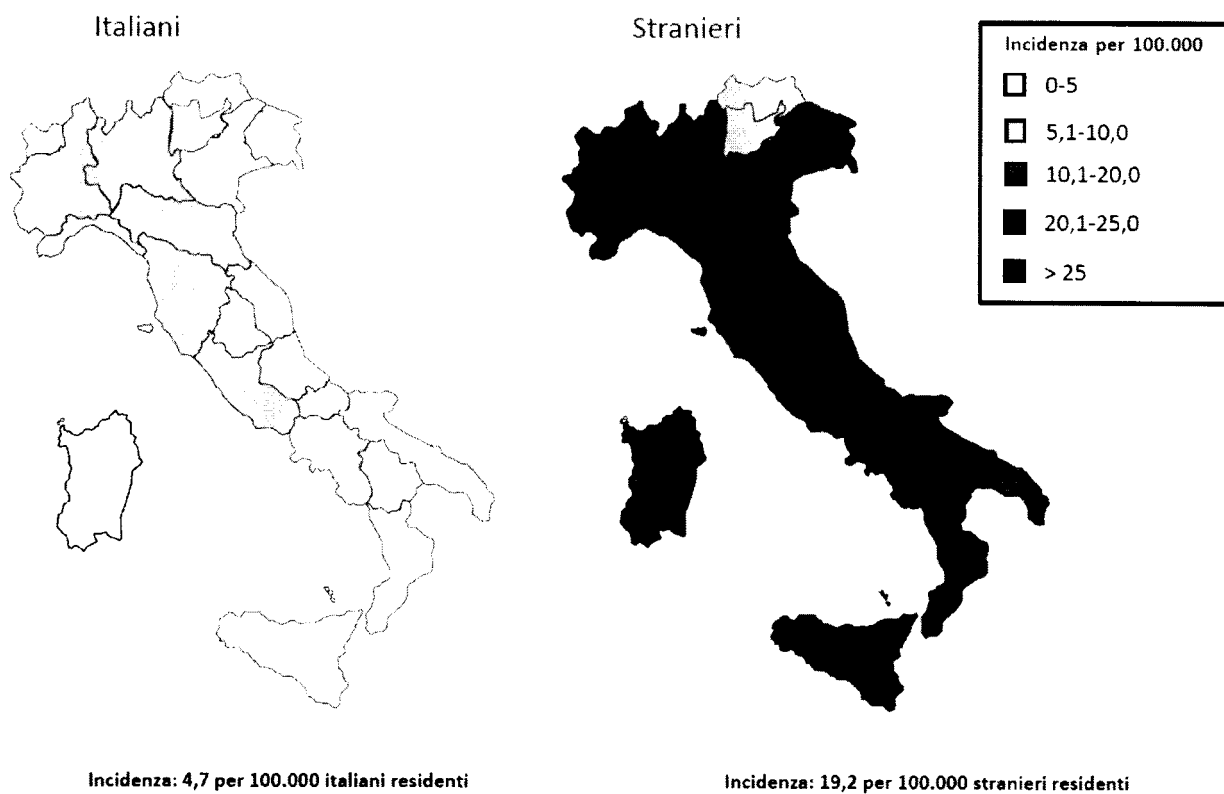 Italiani
Stranieri
Incidenza per 100.000
0-5
5,1-10,0
10,1-20,0
20,1-25,0
> 25
Incidenza: 4,7 per 100.000 italiani residenti
Incidenza: 19,2 per 100.000 stranieri residenti